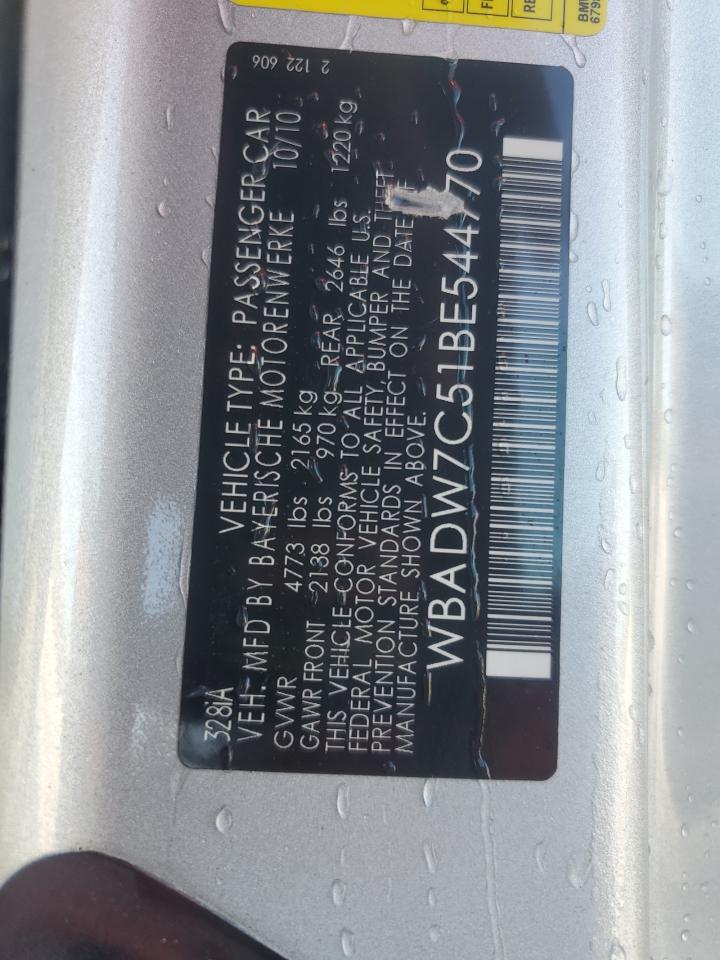 2 122 606
328iA VEHICLE TYPE: PASSENGER CAR
VEH. MFD BY BAYERISCHE MOTORENWERKE 10/10
GVWR 4773 lbs 2165 kg
GAWR FRONT 2138 lbs 970 kg REAR 2646 lbs 1220 kg
THIS VEHICLE CONFORMS TO ALL APPLICABLE U.S.
FEDERAL MOTOR VEHICLE SAFETY, BUMPER AND THEFT
PREVENTION STANDARDS IN EFFECT ON THE DATE OF
MANUFACTURE SHOWN ABOVE.
WBADW7C51BE544770